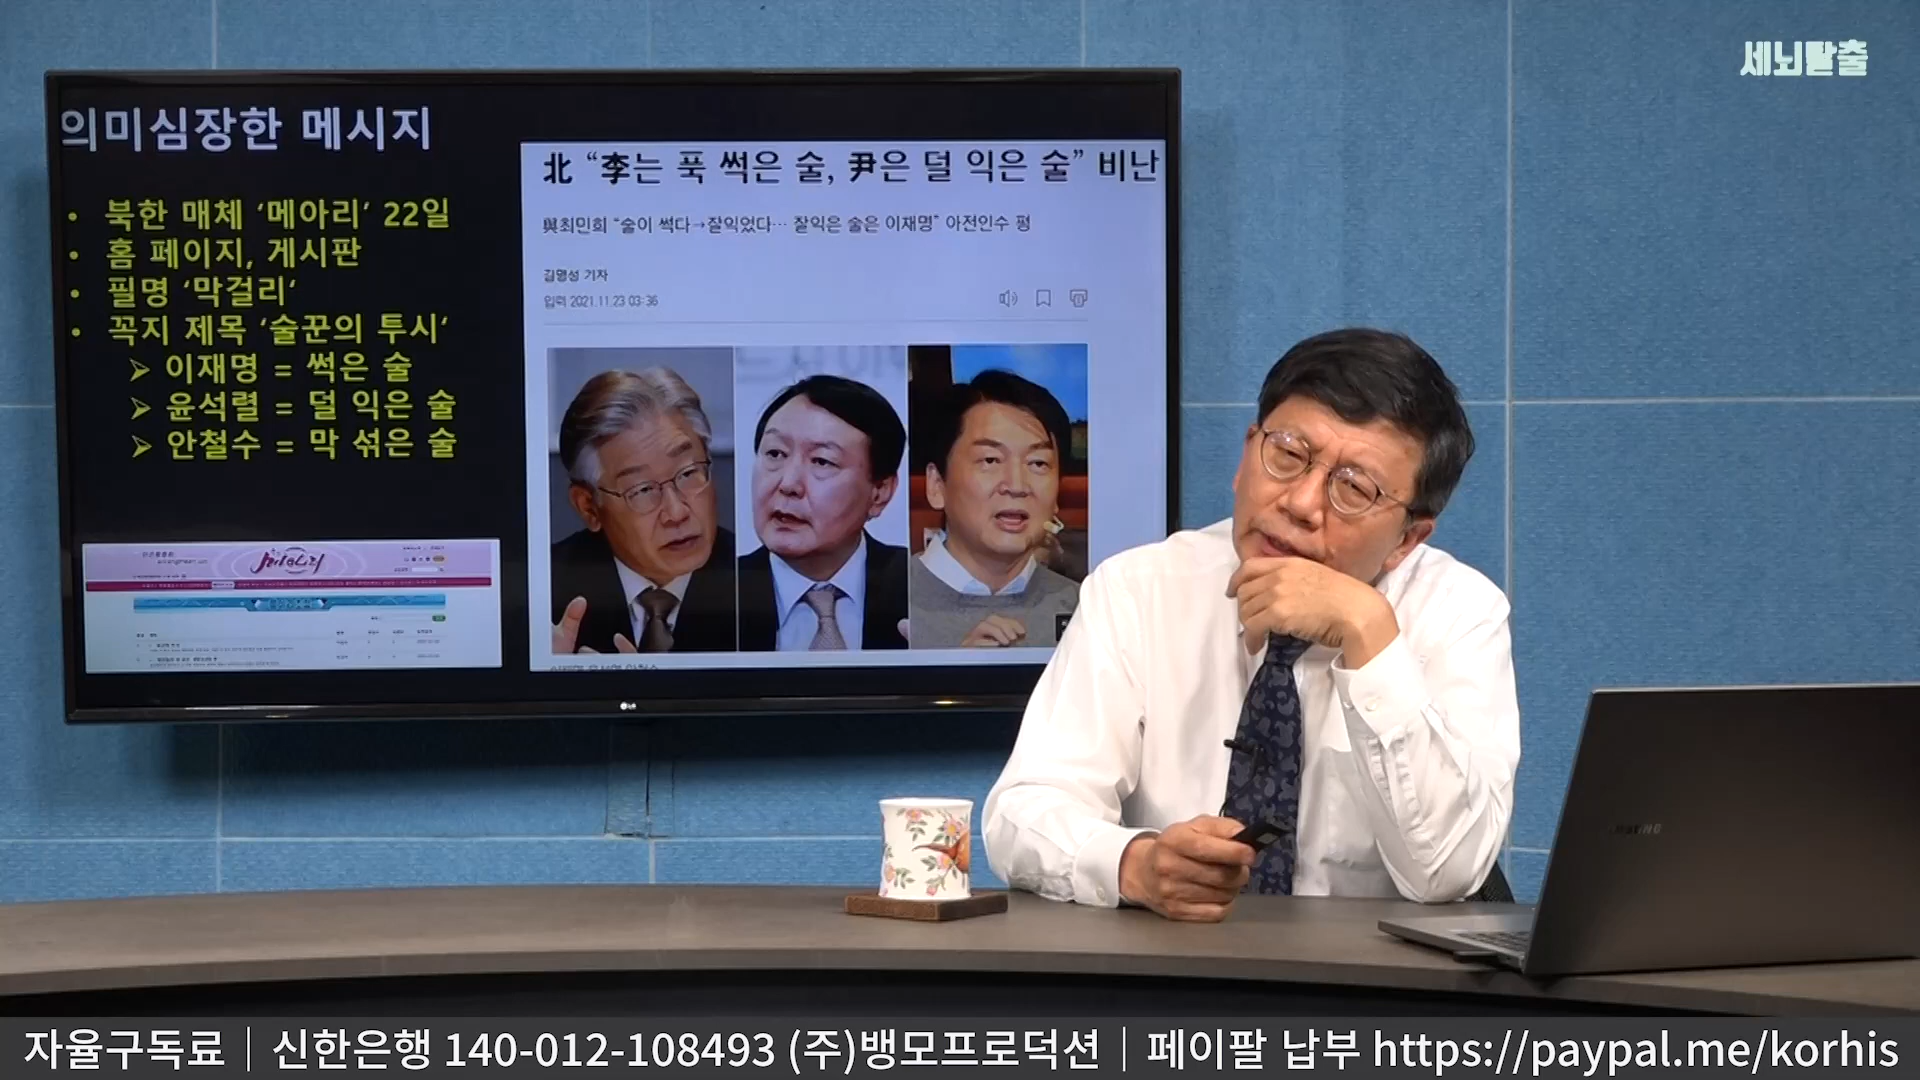 세뇌탈출
의미심장한 메시지
• 북한 매체 ‘메아리’ 22일
• 홈 페이지, 게시판
• 필명 ‘막걸리‘
• 꼭지 제목 ‘술꾼의 투시‘
➢ 이재명 = 썩은 술
➢ 윤석렬 = 덜 익은 술
➢ 안철수 = 막 섞은 술
메아리
北 “李는 푹 썩은 술, 尹은 덜 익은 술” 비난
與최민희 “술이 썩다→잘익었다… 잘익은 술은 이재명” 아전인수 평
김명성 기자
입력 2021.11.23 03:36
LG
SAMSUNG
자율구독료｜신한은행 140-012-108493 (주)뱅모프로덕션｜페이팔 납부 https://paypal.me/korhis